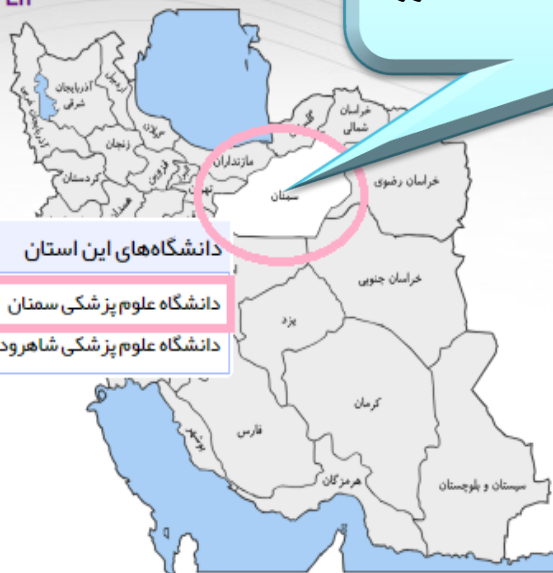 En
آذربایجان
شرقی
آذربایجان غربی
اردبیل
گیلان
زنجان
کردستان
قزوین
همدان
تهران
مازندران
خراسان
شمالی
سمنان
خراسان رضوی
دانشگاه‌های این استان
دانشگاه علوم پزشکی سمنان
دانشگاه علوم پزشکی شاهرود
خراسان جنوبی
یزد
کرمان
فارس
بوشهر
هرمزگان
سیستان و بلوچستان